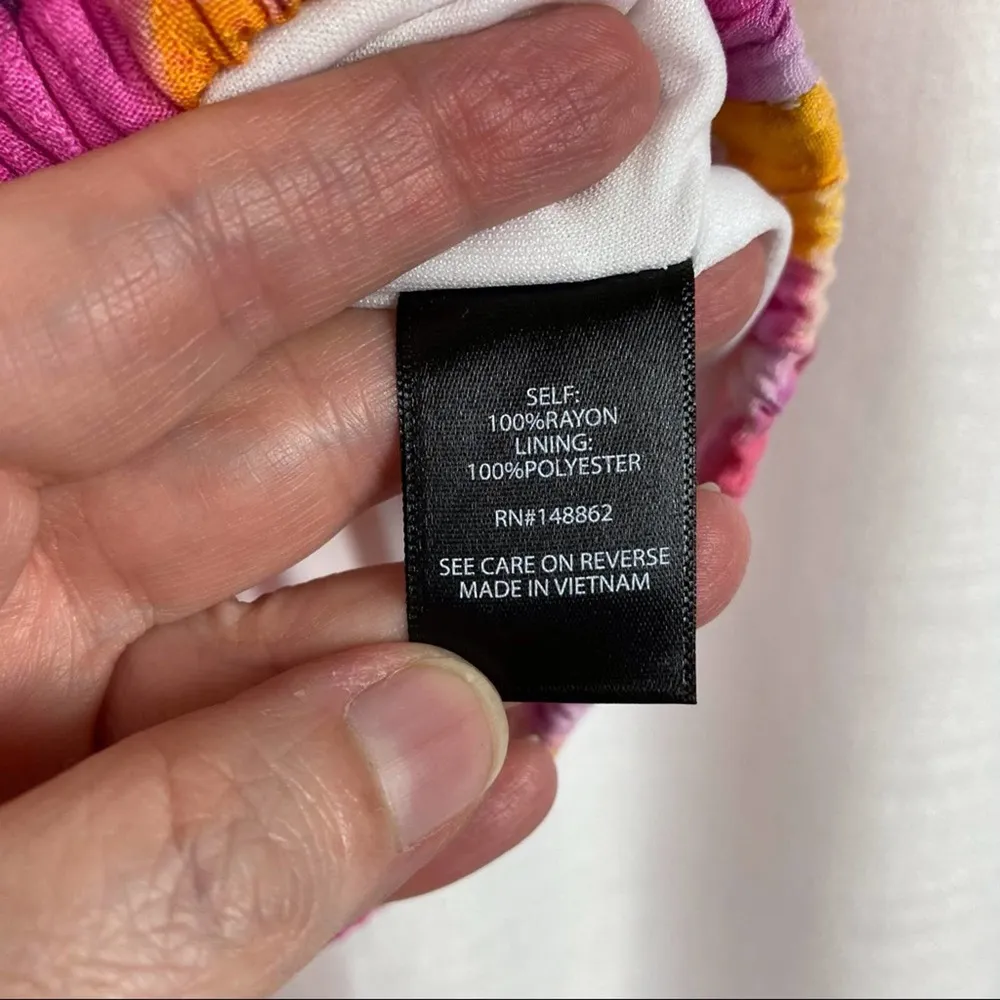 SELF:
100%RAYON
LINING:
100%POLYESTER
RN#148862
SEE CARE ON REVERSE
MADE IN VIETNAM